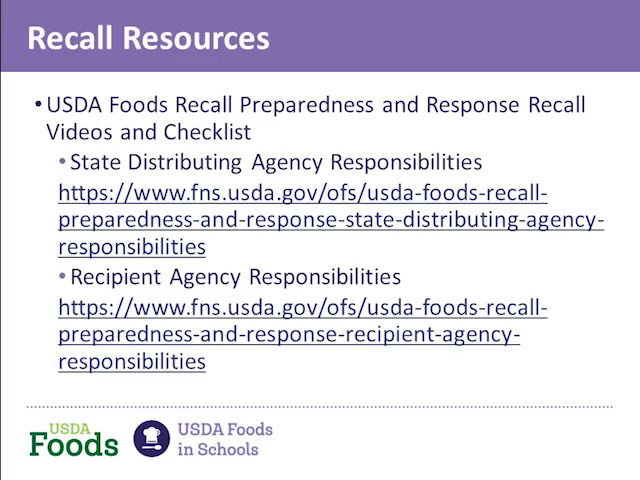 Recall Resources
• USDA Foods Recall Preparedness and Response Recall
Videos and Checklist
• State Distributing Agency Responsibilities
https://www.fns.usda.gov/ofs/usda-foods-recall-
preparedness-and-response-state-distributing-agency-
responsibilities
• Recipient Agency Responsibilities
https://www.fns.usda.gov/ofs/usda-foods-recall-
preparedness-and-response-recipient-agency-
responsibilities
USDA
Foods
USDA Foods
in Schools